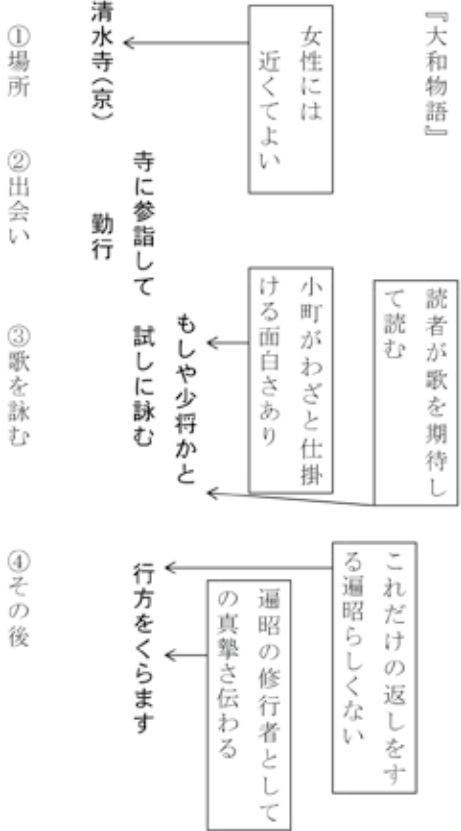 『大和物語』
読者が歌を期待し
て読む
これだけの返しをす
る遍昭らしくない
女性には
近くてよい
小町がわざと仕掛
ける面白さあり
遍昭の修行者として
の真摯さ伝わる
もしや少将かと
寺に参詣して 試しに詠む 行方をくらます
勤行
清水寺(京)
①場所 ②出会い ③歌を詠む ④その後